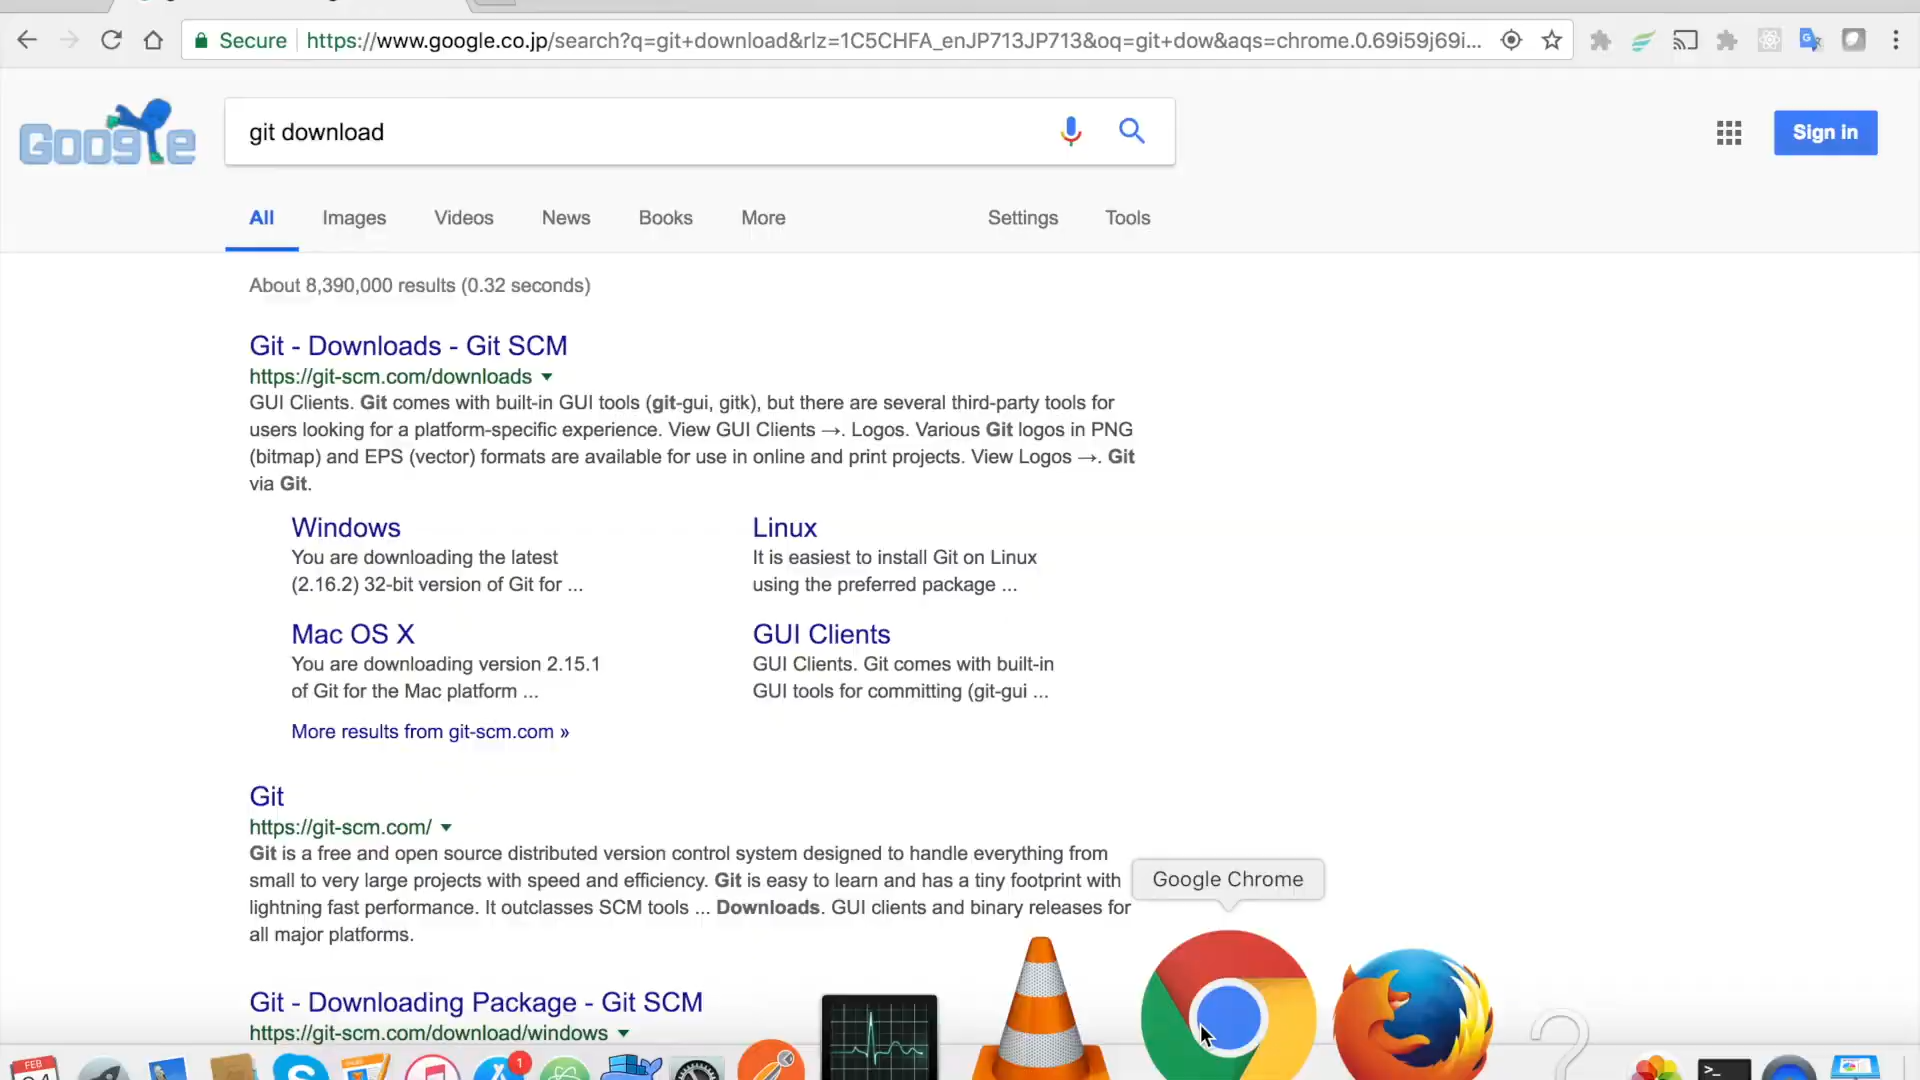 Secure https://www.google.co.jp/search?q=git+download&rlz=1C5CHFA_enJP713JP713&oq=git+dow&aqs=chrome.0.69i59j69i...
Google
git download
Sign in
All Images Videos News Books More Settings Tools
About 8,390,000 results (0.32 seconds)
Git - Downloads - Git SCM
https://git-scm.com/downloads
GUI Clients. Git comes with built-in GUI tools (git-gui, gitk), but there are several third-party tools for
users looking for a platform-specific experience. View GUI Clients →. Logos. Various Git logos in PNG
(bitmap) and EPS (vector) formats are available for use in online and print projects. View Logos →. Git
via Git.
Windows
You are downloading the latest
(2.16.2) 32-bit version of Git for ...
Linux
It is easiest to install Git on Linux
using the preferred package ...
Mac OS X
You are downloading version 2.15.1
of Git for the Mac platform ...
GUI Clients
GUI Clients. Git comes with built-in
GUI tools for committing (git-gui ...
More results from git-scm.com »
Git
https://git-scm.com/
Git is a free and open source distributed version control system designed to handle everything from
small to very large projects with speed and efficiency. Git is easy to learn and has a tiny footprint with
lightning fast performance. It outclasses SCM tools ... Downloads. GUI clients and binary releases for
all major platforms.
Google Chrome
Git - Downloading Package - Git SCM
https://git-scm.com/download/windows
FEB
1